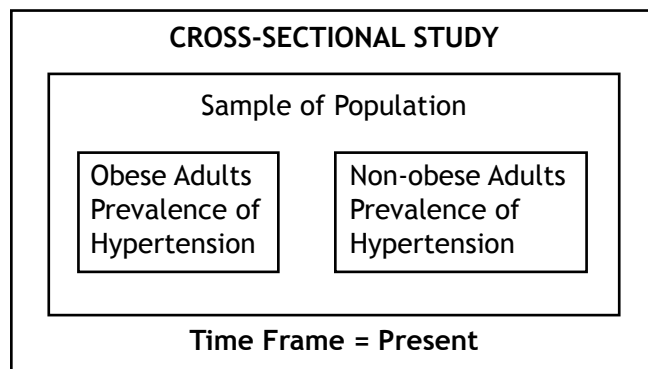 CROSS-SECTIONAL STUDY
Sample of Population
Obese Adults
Prevalence of
Hypertension
Non-obese Adults
Prevalence of
Hypertension
Time Frame = Present